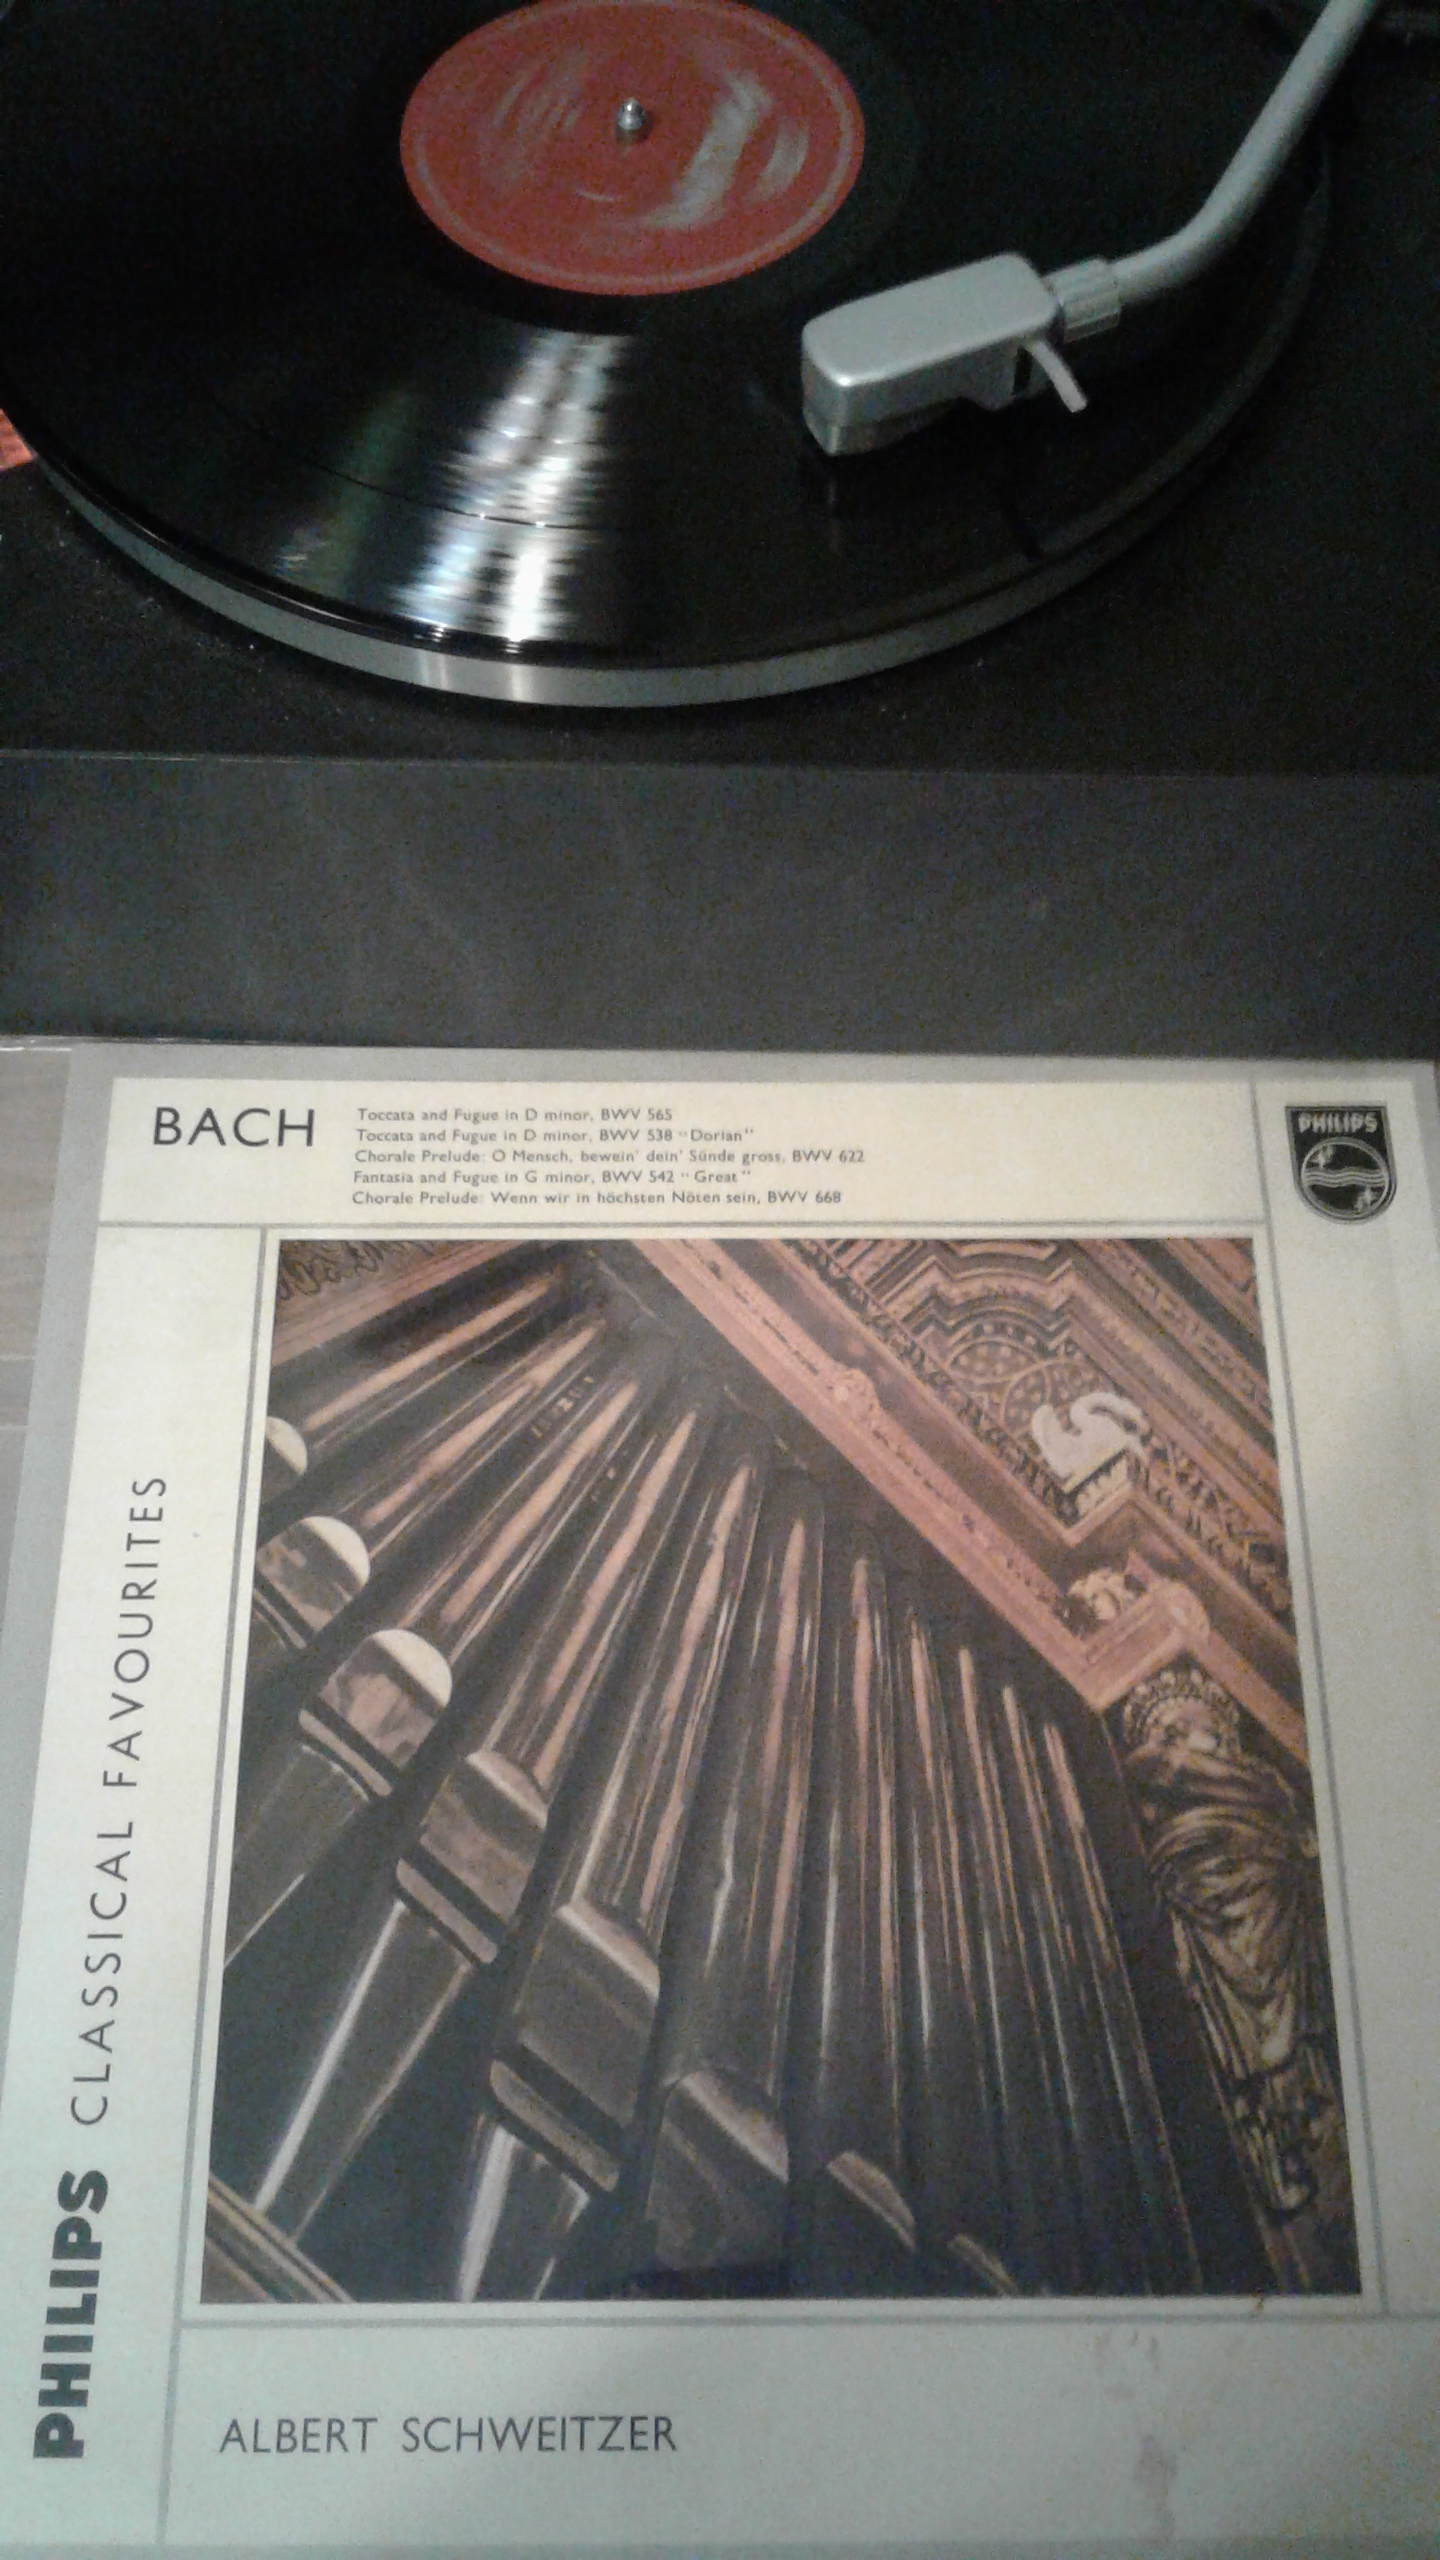 BACH
Toccata and Fugue in D minor, BWV 565
Toccata and Fugue in D minor, BWV 538 "Dorian"
Chorale Prelude: O Mensch, bewein' dein' Sünde gross, BWV 622
Fantasia and Fugue in G minor, BWV 542 "Great"
Chorale Prelude: Wenn wir in höchsten Nöten sein, BWV 668
PHILIPS
PHILIPS CLASSICAL FAVOURITES
ALBERT SCHWEITZER